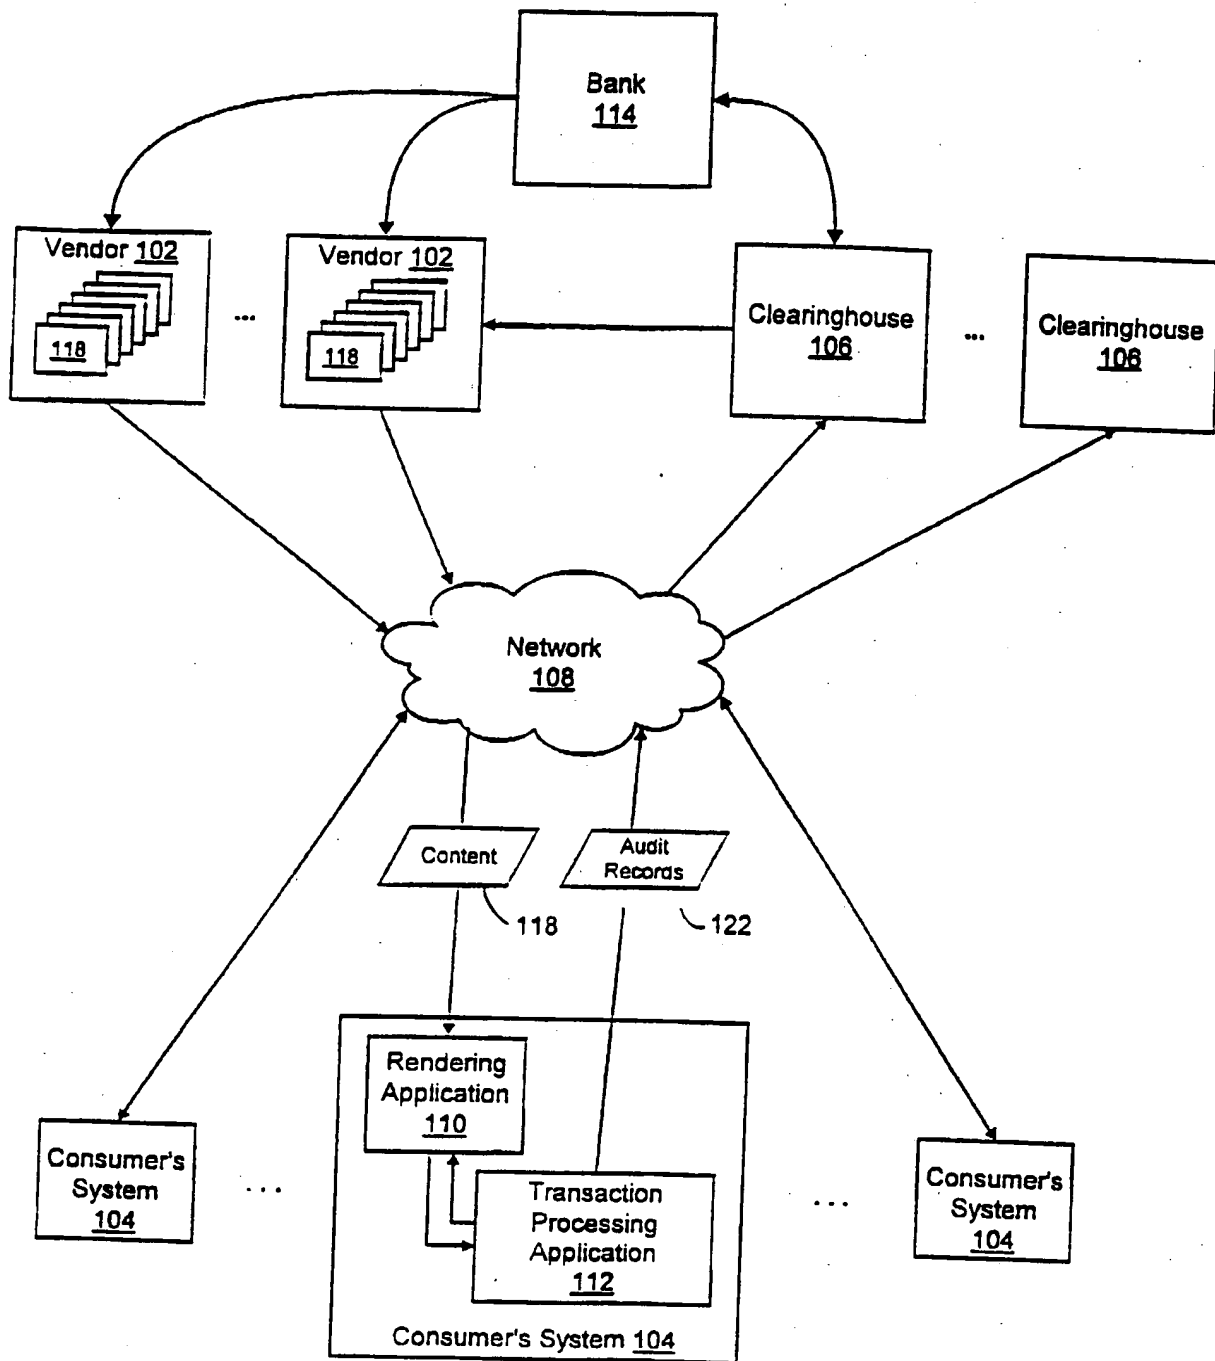 Bank
114
Vendor 102
118
...
Vendor 102
118
Clearinghouse
106
...
Clearinghouse
106
Network
108
Content
118
Audit
Records
122
Rendering
Application
110
Transaction
Processing
Application
112
Consumer's System 104
Consumer's
System
104
...
...
Consumer's
System
104